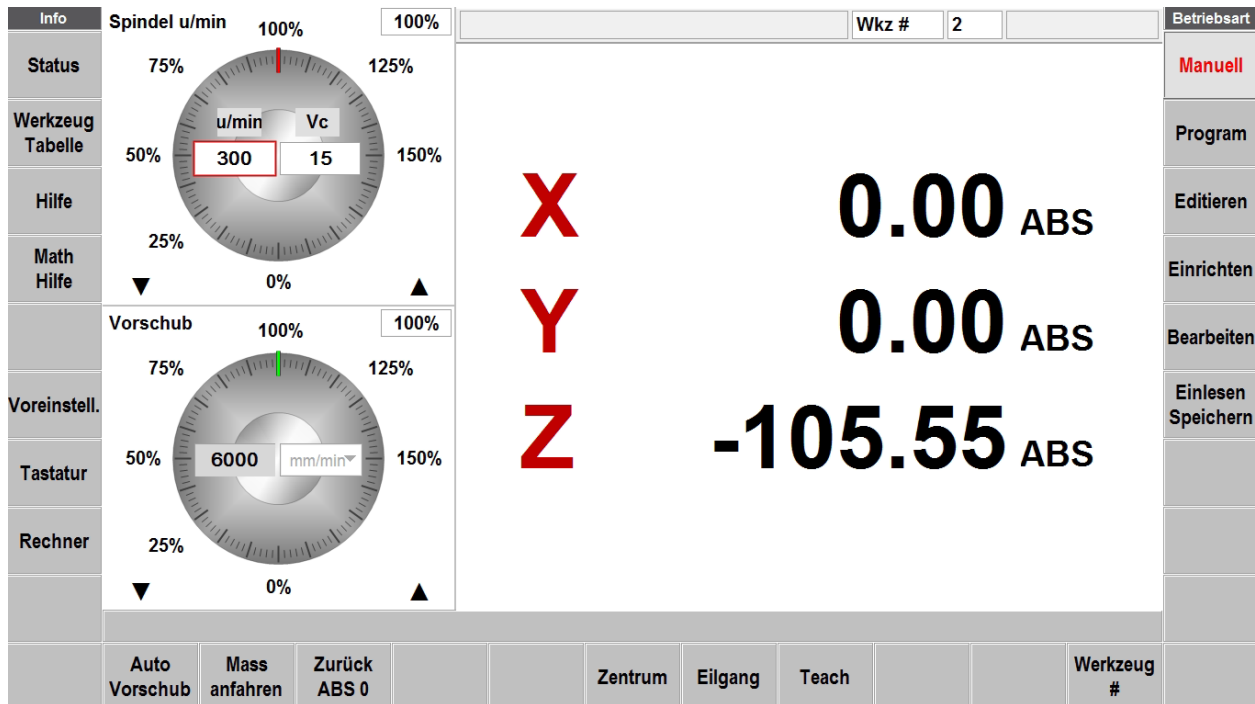 Info
Status
Werkzeug
Tabelle
Hilfe
Math
Hilfe
Voreinstell.
Tastatur
Rechner
Spindel u/min
100%
100%
75%
125%
u/min
Vc
50%
300
15
150%
25%
0%
▼
▲
Vorschub
100%
100%
75%
125%
50%
6000
mm/min
150%
25%
0%
▼
▲
Wkz #
2
X
0.00 ABS
Y
0.00 ABS
Z
-105.55 ABS
Betriebsart
Manuell
Program
Editieren
Einrichten
Bearbeiten
Einlesen
Speichern
Auto
Vorschub
Mass
anfahren
Zurück
ABS 0
Zentrum
Eilgang
Teach
Werkzeug
#